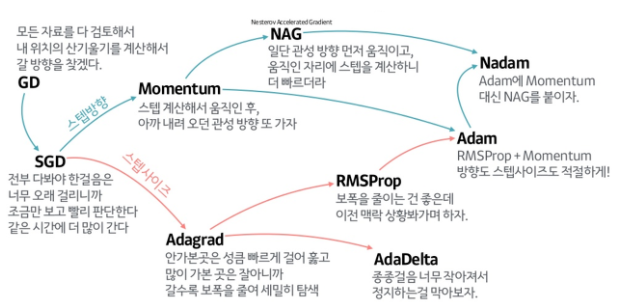 모든 자료를 다 검토해서
내 위치의 산기울기를 계산해서
갈 방향을 찾겠다.
GD
Nesterov Accelerated Gradient
NAG
일단 관성 방향 먼저 움직이고,
움직인 자리에 스텝을 계산하니
더 빠르더라
Nadam
Adam에 Momentum
대신 NAG를 붙이자.
Momentum
스텝 계산해서 움직인 후,
아까 내려 오던 관성 방향 또 가자
스텝방향
Adam
RMSProp + Momentum
방향도 스텝사이즈도 적절하게!
SGD
전부 다봐야 한걸음은
너무 오래 걸리니까
조금만 보고 빨리 판단한다
같은 시간에 더 많이 간다
스텝사이즈
RMSProp
보폭을 줄이는 건 좋은데
이전 맥락 상황봐가며 하자.
Adagrad
안가본곳은 성큼 빠르게 걸어 훓고
많이 가본 곳은 잘아니까
갈수록 보폭을 줄여 세밀히 탐색
AdaDelta
종종걸음 너무 작아져서
정지하는걸 막아보자.